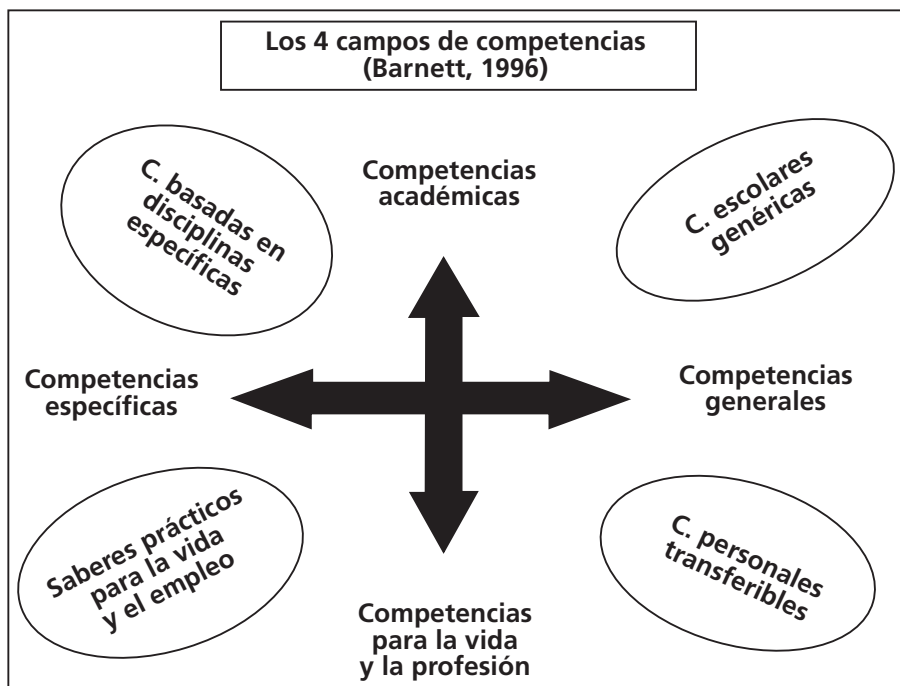 Los 4 campos de competencias
(Barnett, 1996)
C. basadas en
disciplinas
específicas
Competencias
académicas
C. escolares
genéricas
Competencias
específicas
Competencias
generales
Saberes prácticos
para la vida
y el empleo
Competencias
para la vida
y la profesión
C. personales
transferibles